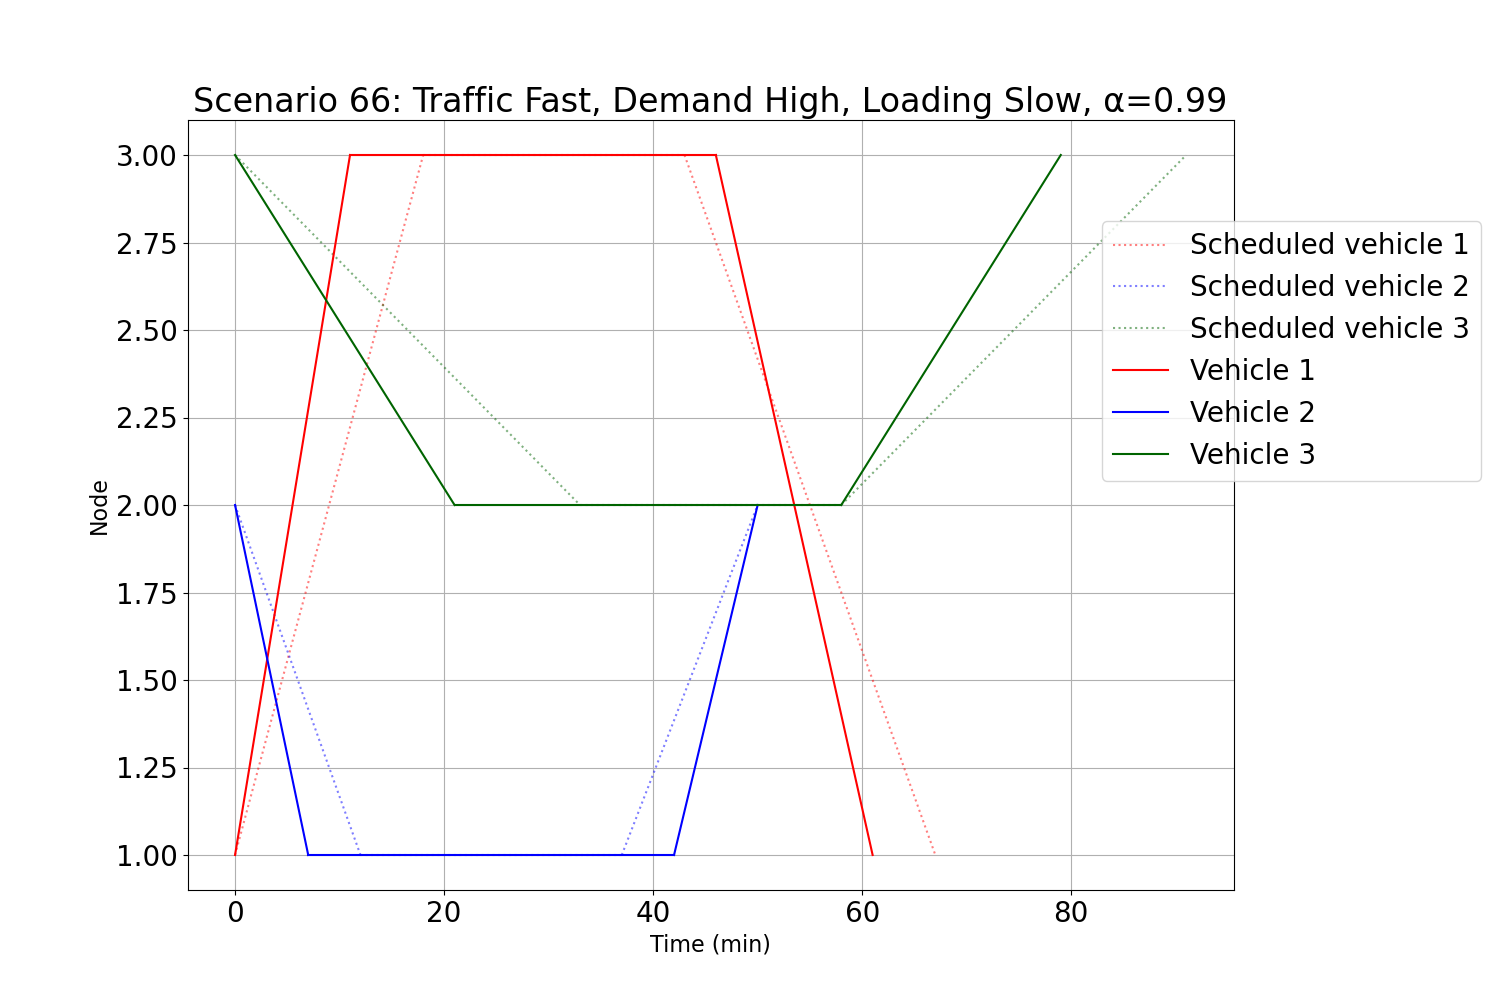 Scenario 66: Traffic Fast, Demand High, Loading Slow, α=0.99
3.00
2.75
2.50
2.25
2.00
1.75
1.50
1.25
1.00
Node
0 20 40 60 80
Time (min)
Scheduled vehicle 1
Scheduled vehicle 2
Scheduled vehicle 3
Vehicle 1
Vehicle 2
Vehicle 3